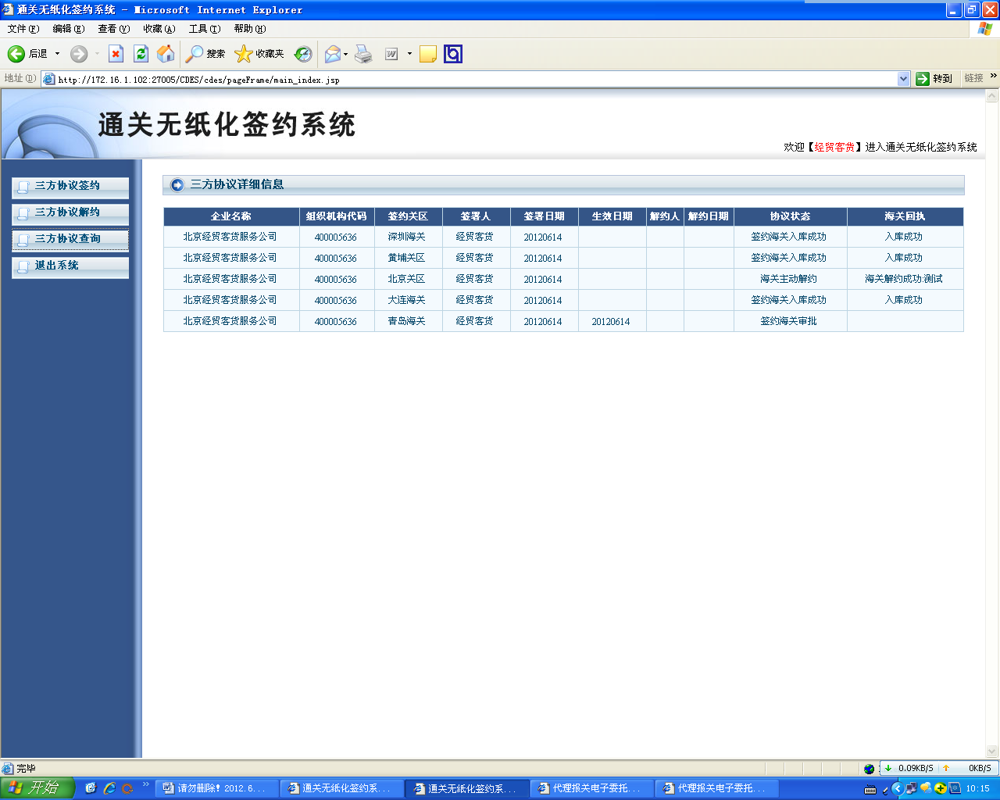 通关无纸化签约系统 - Microsoft Internet Explorer
文件(F) 编辑(E) 查看(V) 收藏(A) 工具(T) 帮助(H)
后退 搜索 收藏夹
地址(D) http://172.16.1.102:27005/CDES/cdes/pageFrame/main_index.jsp 转到 链接 »
通关无纸化签约系统
欢迎【经贸客货】进入通关无纸化签约系统
三方协议签约
三方协议解约
三方协议查询
退出系统
三方协议详细信息
企业名称 组织机构代码 签约关区 签署人 签署日期 生效日期 解约人 解约日期 协议状态 海关回执
北京经贸客货服务公司 400005636 深圳海关 经贸客货 20120614 签约海关入库成功 入库成功
北京经贸客货服务公司 400005636 黄埔关区 经贸客货 20120614 签约海关入库成功 入库成功
北京经贸客货服务公司 400005636 北京关区 经贸客货 20120614 海关主动解约 海关解约成功:测试
北京经贸客货服务公司 400005636 大连海关 经贸客货 20120614 签约海关入库成功 入库成功
北京经贸客货服务公司 400005636 青岛海关 经贸客货 20120614 20120614 签约海关审批
完毕 0.09KB/S 0KB/S
开始 » 请勿删除! 2012.6... 通关无纸化签约系... 通关无纸化签约系... 代理报关电子委托... 代理报关电子委托... 10:15